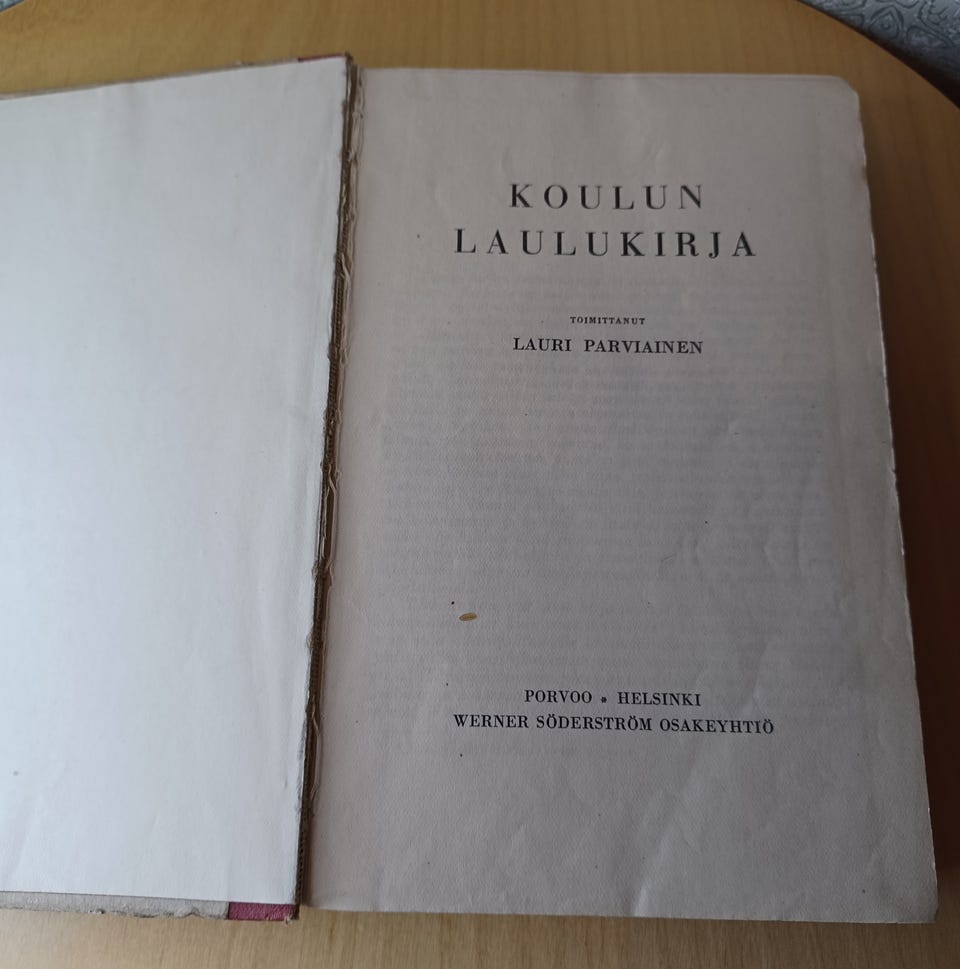 KOULUN
LAULUKIRJA
TOIMITTANUT
LAURI PARVIAINEN
PORVOO * HELSINKI
WERNER SÖDERSTRÖM OSAKEYHTIÖ